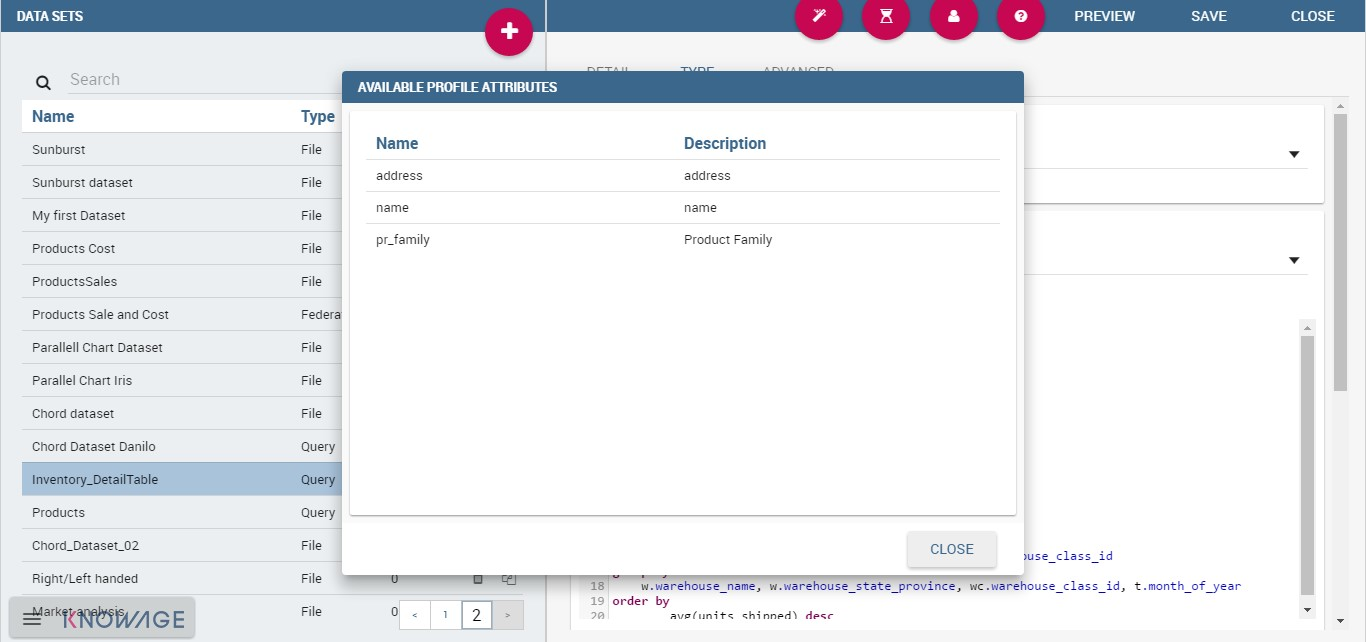 DATA SETS
PREVIEW SAVE CLOSE
Search
Name Type
Sunburst File
Sunburst dataset File
My first Dataset File
Products Cost File
ProductsSales File
Products Sale and Cost Federa
Parallell Chart Dataset File
Parallel Chart Iris File
Chord dataset File
Chord Dataset Danilo Query
Inventory_DetailTable Query
Products Query
Chord_Dataset_02 File
Right/Left handed File 0
Market analysis File 0
< 1 2 >
KNOWAGE
DETAIL TYPE ADVANCED
AVAILABLE PROFILE ATTRIBUTES
Name Description
address address
name name
pr_family Product Family
CLOSE
use_class_id
18 w.warehouse_name, w.warehouse_state_province, wc.warehouse_class_id, t.month_of_year
19 order by
20 avg(units_shipped) desc